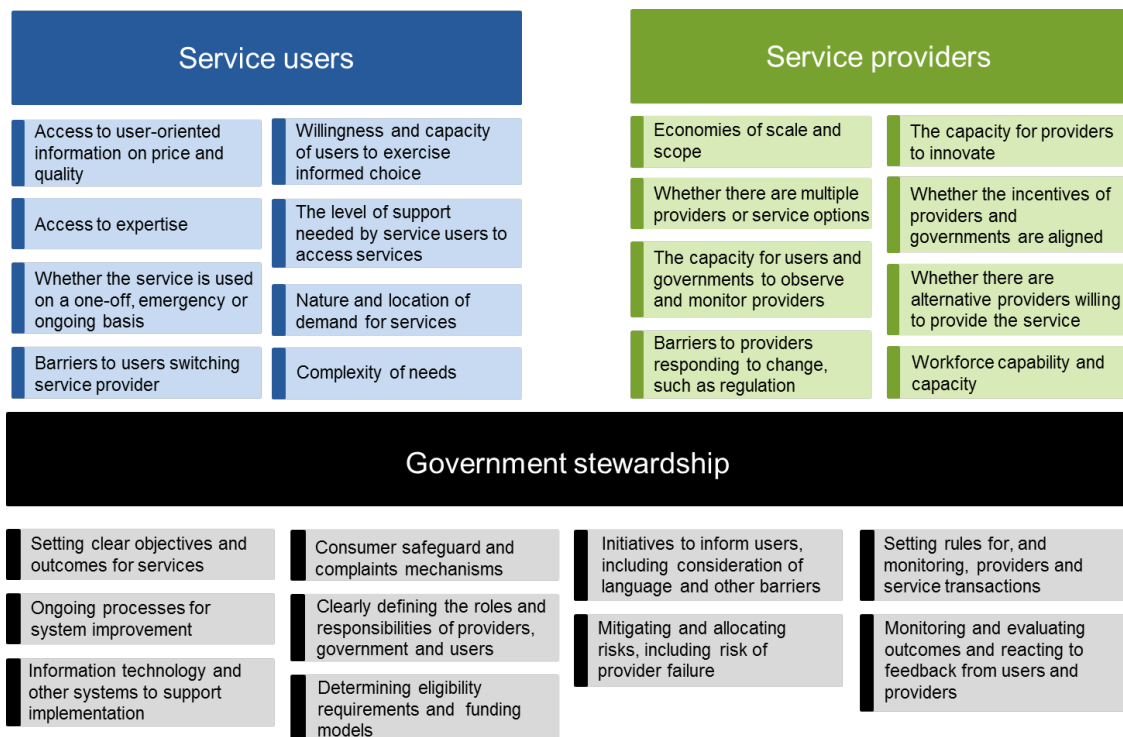 Service users
Access to user-oriented
information on price and
quality
Access to expertise
Whether the service is used
on a one-off, emergency or
ongoing basis
Barriers to users switching
service provider
Willingness and capacity
of users to exercise
informed choice
The level of support
needed by service users to
access services
Nature and location of
demand for services
Complexity of needs
Service providers
Economies of scale and
scope
Whether there are multiple
providers or service options
The capacity for users and
governments to observe
and monitor providers
Barriers to providers
responding to change,
such as regulation
The capacity for providers
to innovate
Whether the incentives of
providers and
governments are aligned
Whether there are
alternative providers willing
to provide the service
Workforce capability and
capacity
Government stewardship
Setting clear objectives and
outcomes for services
Ongoing processes for
system improvement
Information technology and
other systems to support
implementation
Consumer safeguard and
complaints mechanisms
Clearly defining the roles and
responsibilities of providers,
government and users
Determining eligibility
requirements and funding
models
Initiatives to inform users,
including consideration of
language and other barriers
Mitigating and allocating
risks, including risk of
provider failure
Setting rules for, and
monitoring, providers and
service transactions
Monitoring and evaluating
outcomes and reacting to
feedback from users and
providers